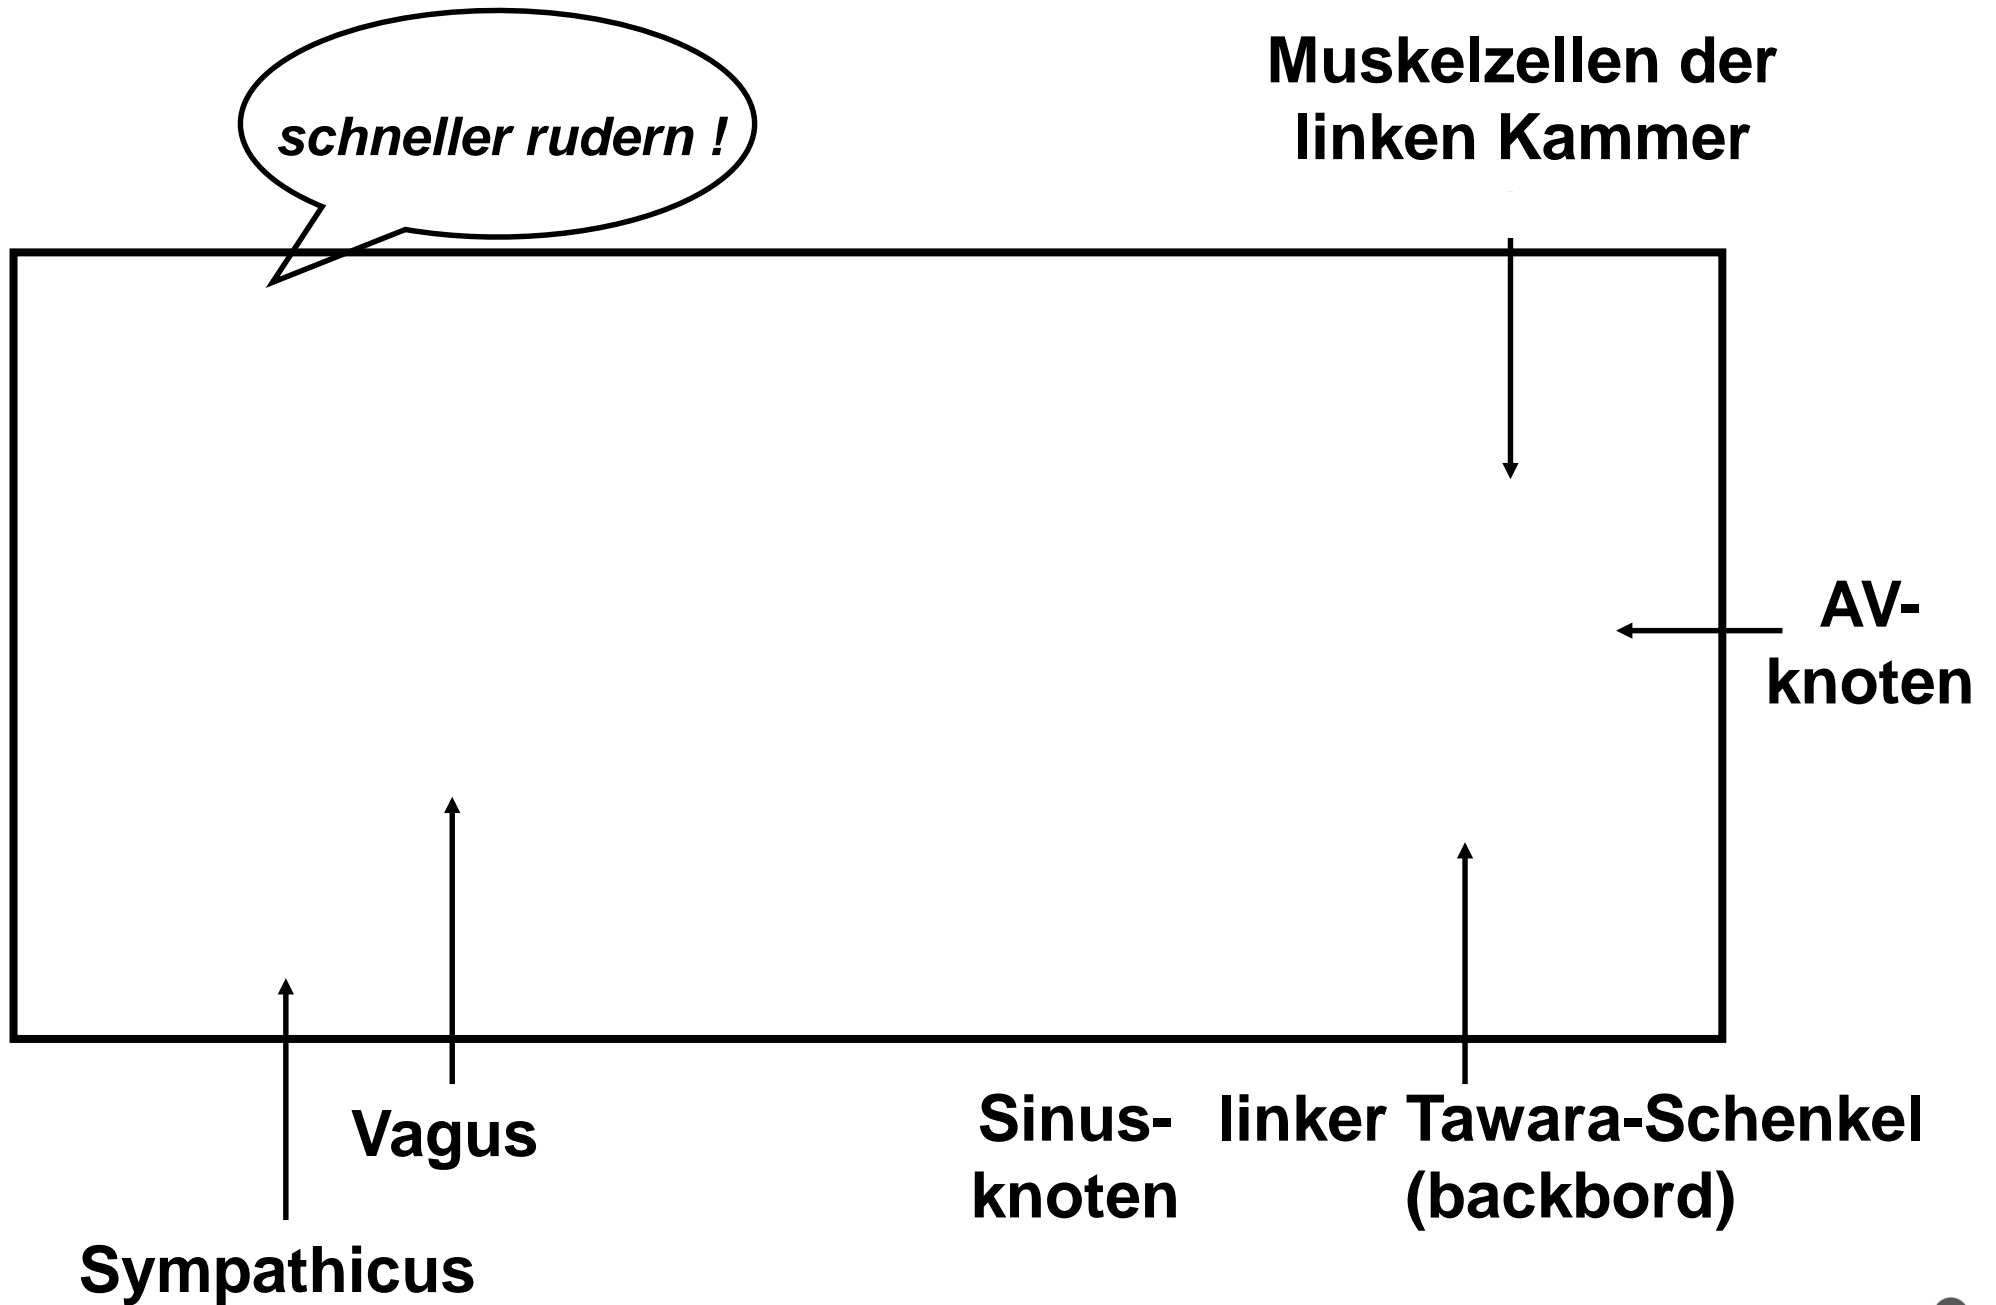 schneller rudern !
Muskelzellen der
linken Kammer
AV-
knoten
Vagus
Sympathicus
Sinus-
knoten
linker Tawara-Schenkel
(backbord)